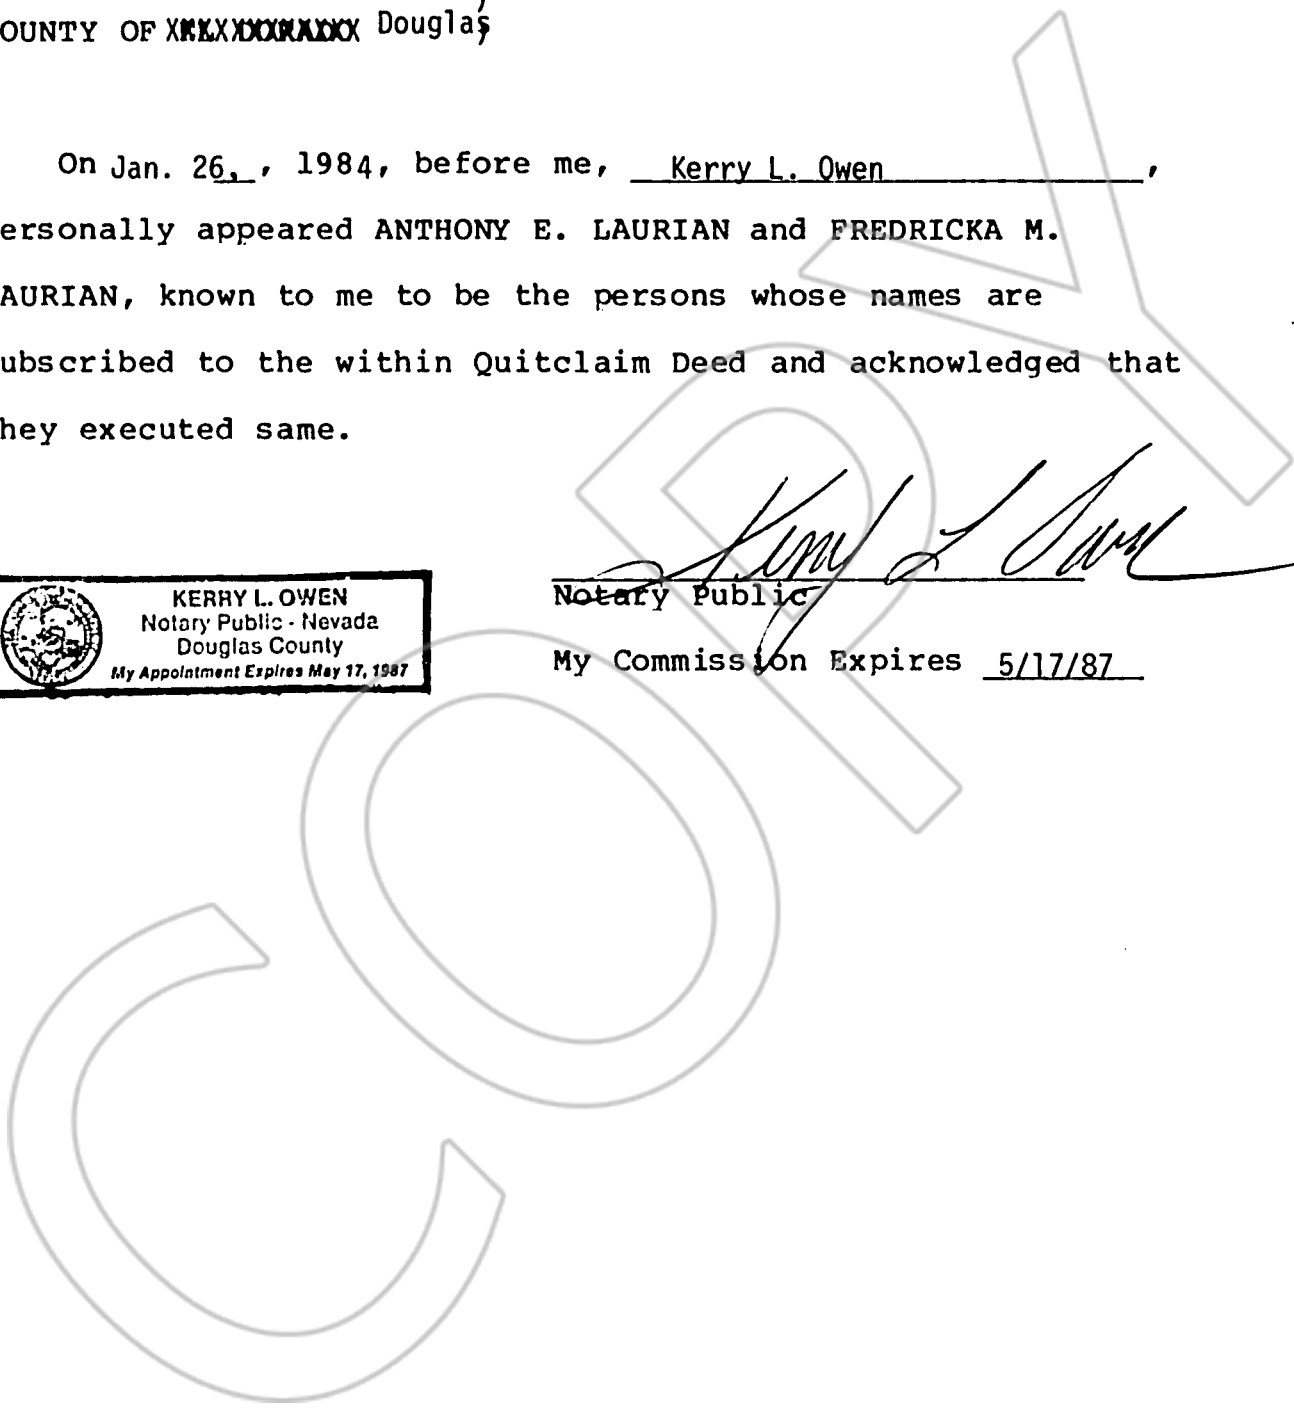 OUNTY OF Douglas
On Jan. 26, , 1984, before me, Kerry L. Owen ,
ersonally appeared ANTHONY E. LAURIAN and FREDRICKA M.
AURIAN, known to me to be the persons whose names are
ubscribed to the within Quitclaim Deed and acknowledged that
hey executed same.
Kerry L Owen
Notary Public
My Commission Expires 5/17/87
KERRY L. OWEN
Notary Public - Nevada
Douglas County
My Appointment Expires May 17, 1987
COPY